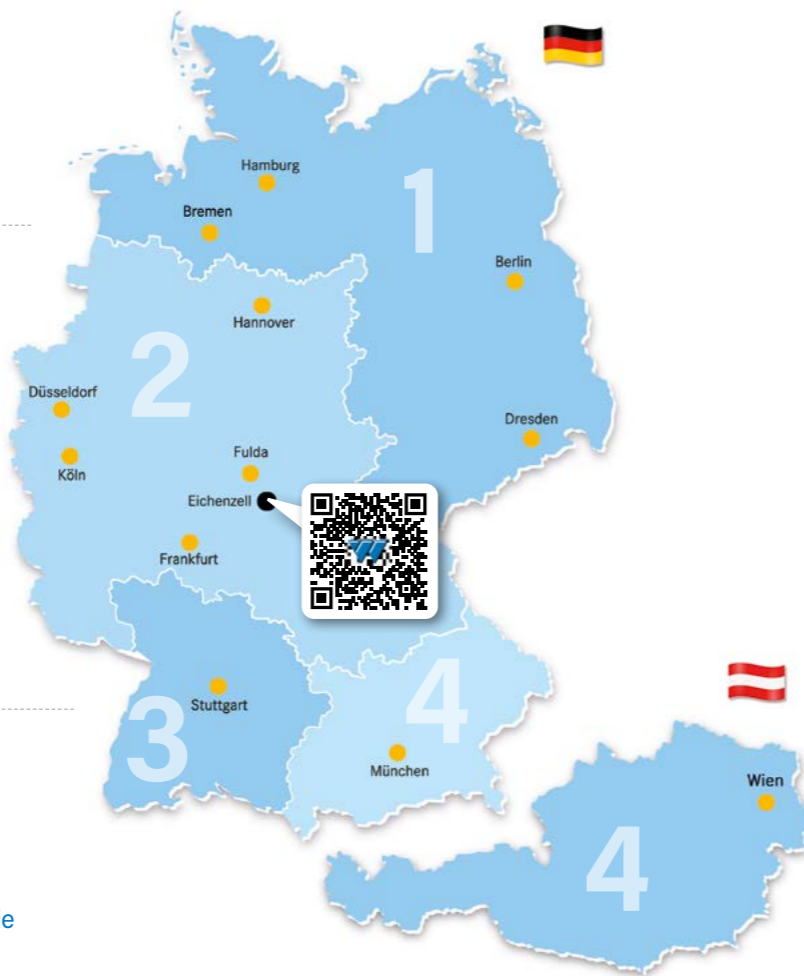 Hamburg
1
Bremen
Berlin
Hannover
2
Düsseldorf
Dresden
Fulda
Köln
Eichenzell
Frankfurt
4
Stuttgart
3
München
Wien
4
e